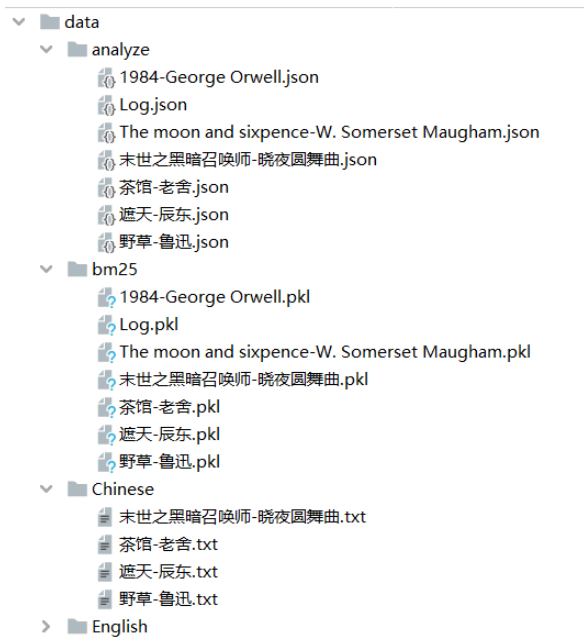 data
analyze
1984-George Orwell.json
Log.json
The moon and sixpence-W. Somerset Maugham.json
末世之黑暗召唤师-晓夜圆舞曲.json
茶馆-老舍.json
遮天-辰东.json
野草-鲁迅.json
bm25
1984-George Orwell.pkl
Log.pkl
The moon and sixpence-W. Somerset Maugham.pkl
末世之黑暗召唤师-晓夜圆舞曲.pkl
茶馆-老舍.pkl
遮天-辰东.pkl
野草-鲁迅.pkl
Chinese
末世之黑暗召唤师-晓夜圆舞曲.txt
茶馆-老舍.txt
遮天-辰东.txt
野草-鲁迅.txt
English